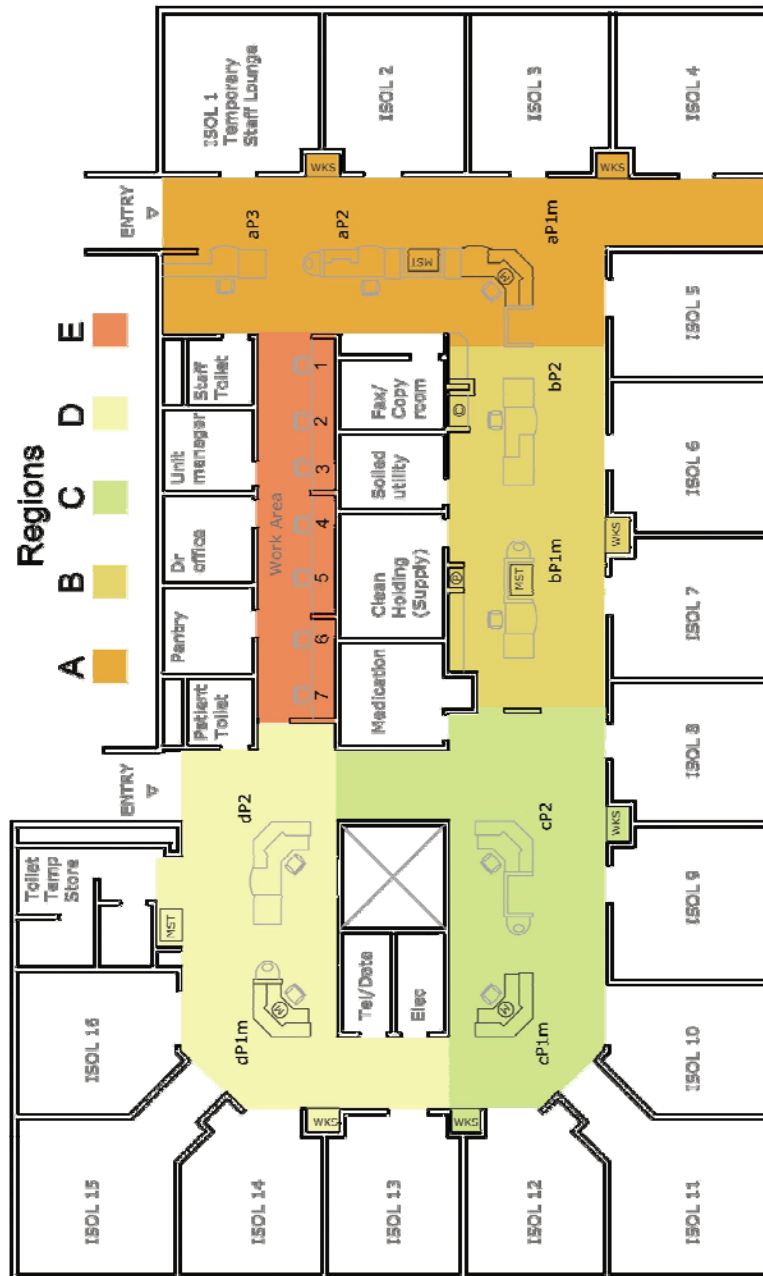 Regions
A B C D E
Toilet
Temp
Store
ENTRY
ENTRY
ISOL 1
Temporary
Staff Lounge
ISOL 15
ISOL 16
MST
Patient
Toilet
Pantry
Dr
office
Unit
manager
Staff
Toilet
WKS
ISOL 14
dP1m
dP2
Work Area
aP3
7 6 5 4 3 2 1
aP2
WKS
ISOL 2
ISOL 13
Tel/Data
Elec
Medication
Clean
Holding
(Supply)
Soiled
utility
Fax/
Copy
room
MST
ISOL 3
WKS
P
C
M
M
M
ISOL 12
cP1m
cP2
MST
bP1m
bP2
aP1m
WKS
WKS
WKS
ISOL 11
ISOL 10
ISOL 9
ISOL 8
ISOL 7
ISOL 6
ISOL 5
ISOL 4